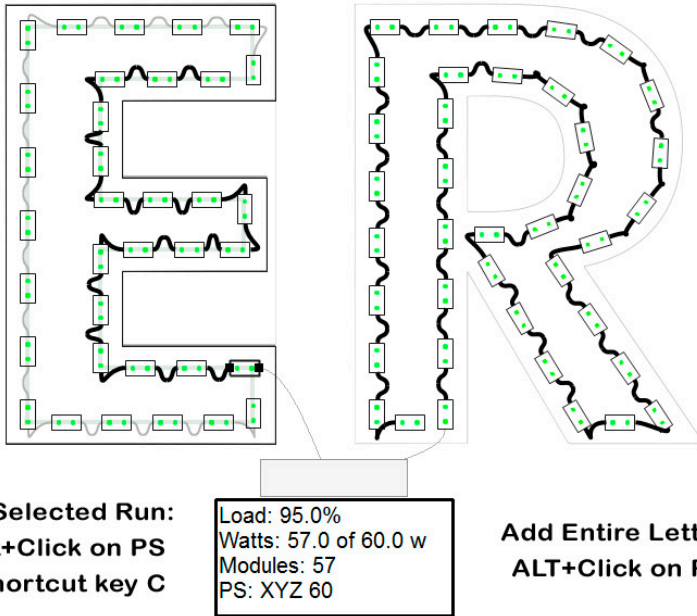 Selected Run:
+Click on PS
ortcut key C
Load: 95.0%
Watts: 57.0 of 60.0 w
Modules: 57
PS: XYZ 60
Add Entire Lett
ALT+Click on P